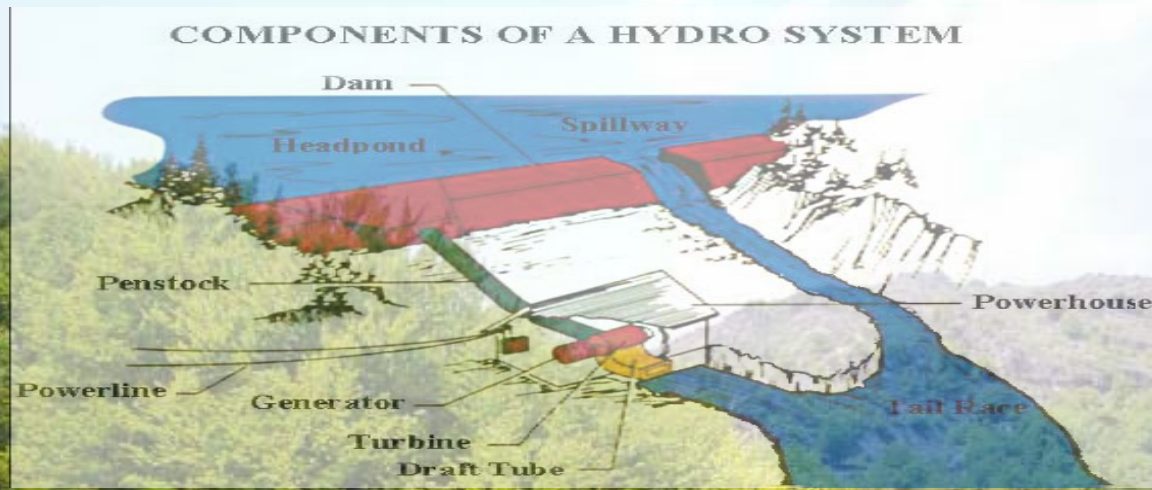 COMPONENTS OF A HYDRO SYSTEM
Dam
Spillway
Headpond
Penstock
Powerhouse
Powerline
Generator
Tail Race
Turbine
Draft Tube